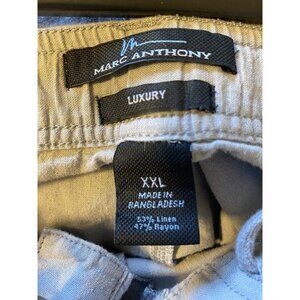 MARC ANTHONY
LUXURY
XXL
MADE IN
BANGLADESH
53% Linen
47% Rayon